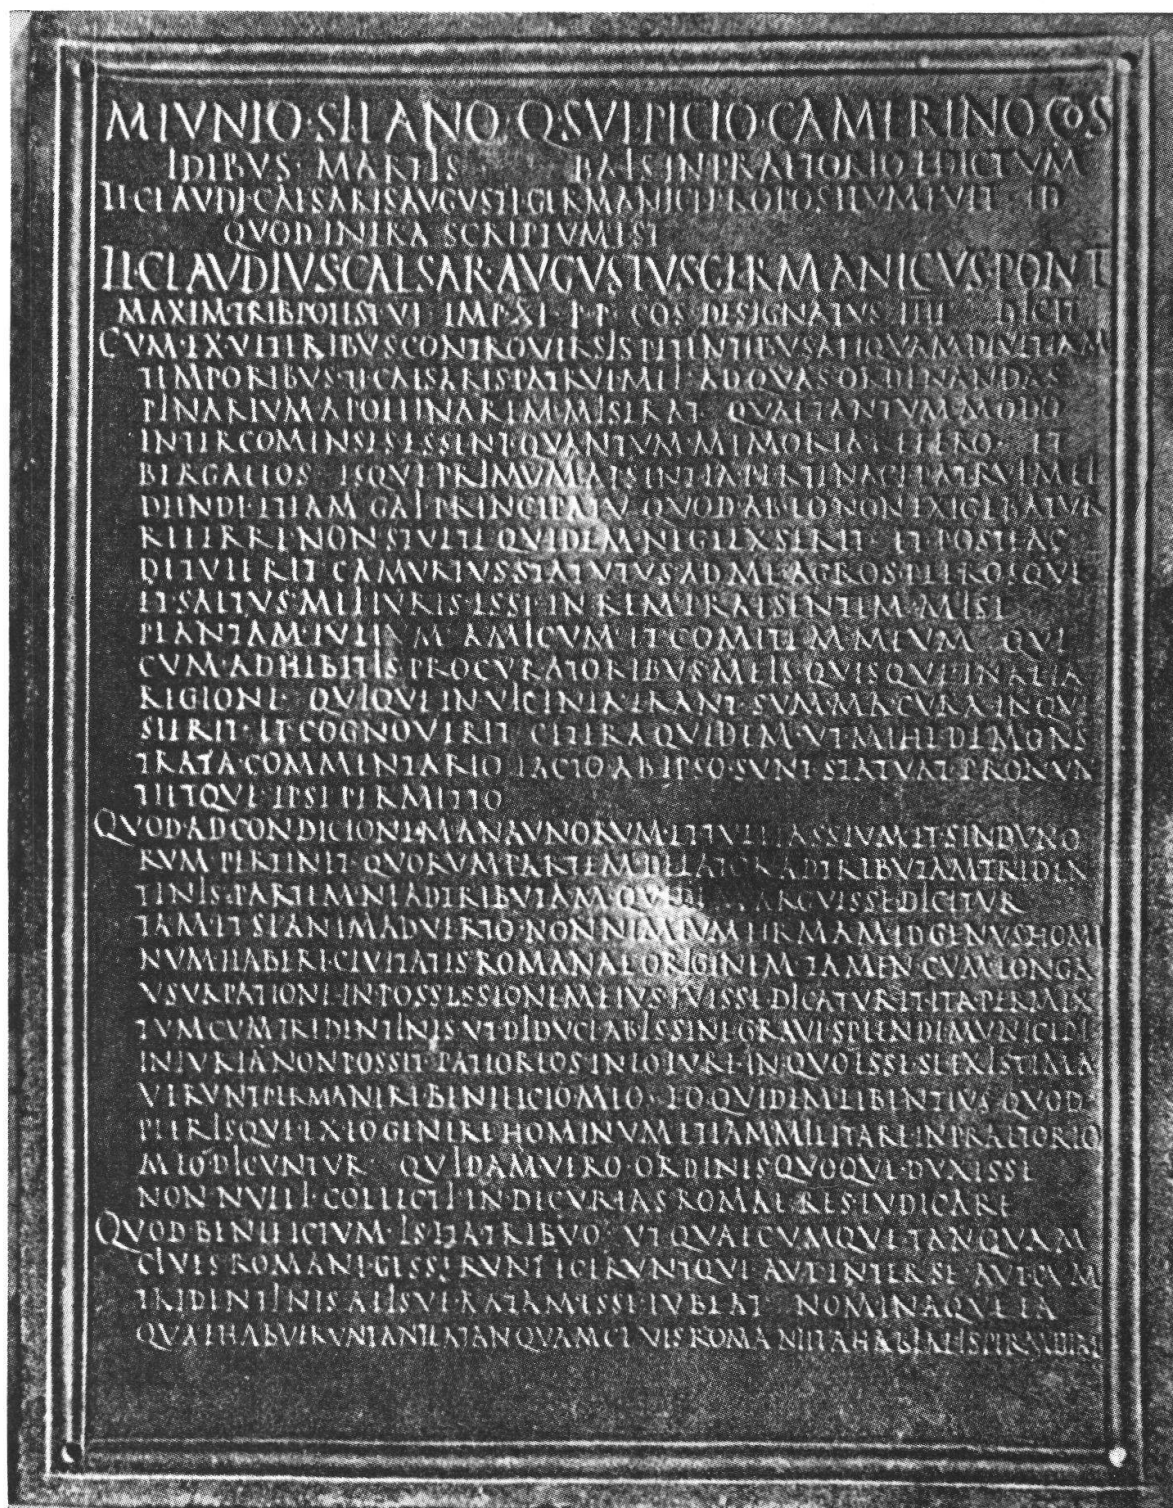 M IVNIO SILANO Q SVLPICIO CAMERINO COS
IDIBVS MARTIS BAIS IN PRAETORIO EDICTVM
TI CLAVDI CAESARIS AVGVSTI GERMANICI PROPOSITVM FVIT ID
QVOD INFRA SCRIPTVM EST
TI CLAVDIVS CAESAR AVGVSTVS GERMANICVS PONT
MAXIM TRIB POTEST VI IMP XI P P COS DESIGNATVS IIII DICIT
CVM EX VETERIBVS CONTROVERSIS PETENTIBVS ALIQVAMDIV ETIAM
TEMPORIBVS TI CAESARIS PATRVI MEI AD QVAS ORDINANDAS
PINARIVM APOLLINAREM MISERAT QVAE TANTVM MODO
INTER COMENSES ESSENT QVANTVM MEMORIA REFERO ET
BERGALEOS ISQVE PRIMVM APSENTIA PERTINACI PATRVI MEI
DEINDE ETIAM GAI PRINCIPATV QVOD AB EO NON EXIGEBATVR
REFERRE NON STVLTE QVIDEM NEGLEXSERIT ET POSTEAC
DETVLERIT CAMVRIVS STATVTVS AD ME AGROS PLEROSQVE
ET SALTVS MEI IVRIS ESSE IN REM PRAESENTEM MISI
PLANTAM IVLIVM AMICVM ET COMITEM MEVM QVI
CVM ADHIBITIS PROCVRATORIBVS MEIS QVISQVE IN ALIA
REGIONE QVIQVE IN VICINIA ERANT SVMMA CVRA INQVI
SIERIT ET COGNOVERIT CETERA QVIDEM VT MIHI DEMONS
TRATA COMMENTARIO FACTO AB IPSO SVNT STATVAT PRONVN
TIETQVE IPSI PERMITTO
QVOD AD CONDICIONEM ANAVNORVM ET TVLLIASSIVM ET SINDVNO
RVM PERTINET QVORVM PARTEM DELATOR ADTRIBVTAM TRIDEN
TINIS PARTEM NE ADTRIBVTAM QVIDEM ARGVISSE DICITVR
TAM ET SI ANIMADVERTO NON NIMIVM FIRMAM ID GENVS HOMI
NVM HABERE CIVITATIS ROMANAE ORIGINEM TAMEN CVM LONGA
VSVRPATIONE IN POSSESSIONEM EIVS FVISSE DICATVR ET ITA PERMIX
TVM CVM TRIDENTINIS VT DIDVCI AB IS SINE GRAVI SPLENDI MVNICIPI
INIVRIA NON POSSIT PATIOR EOS IN EO IVRE IN QVO ESSE SE EXISTIMA
VERVNT PERMANERE BENIFICIO MEO EO QVIDEM LIBENTIVS QVOD
PLERISQVE EX EO GENERE HOMINVM ETIAM MILITARE IN PRAETORIO
MEO DICVNTVR QVIDAM VERO ORDINES QVOQVE DVXISSE
NON NVLLI COLLECTI IN DECVRIAS ROMAE RES IVDICARE
QVOD BENIFICIVM IS ITA TRIBVO VT QVAECVMQVE TANQVAM
CIVES ROMANI GESSERVNT EGERVNTQVE AVT INTER SE AVT CVM
TRIDENTINIS ALISVE RATAM ESSE IVBEAT NOMINAQVE EA
QVAE HABVERVNT ANTEA TANQVAM CIVES ROMANI ITA HABERE IS PERMITTAM